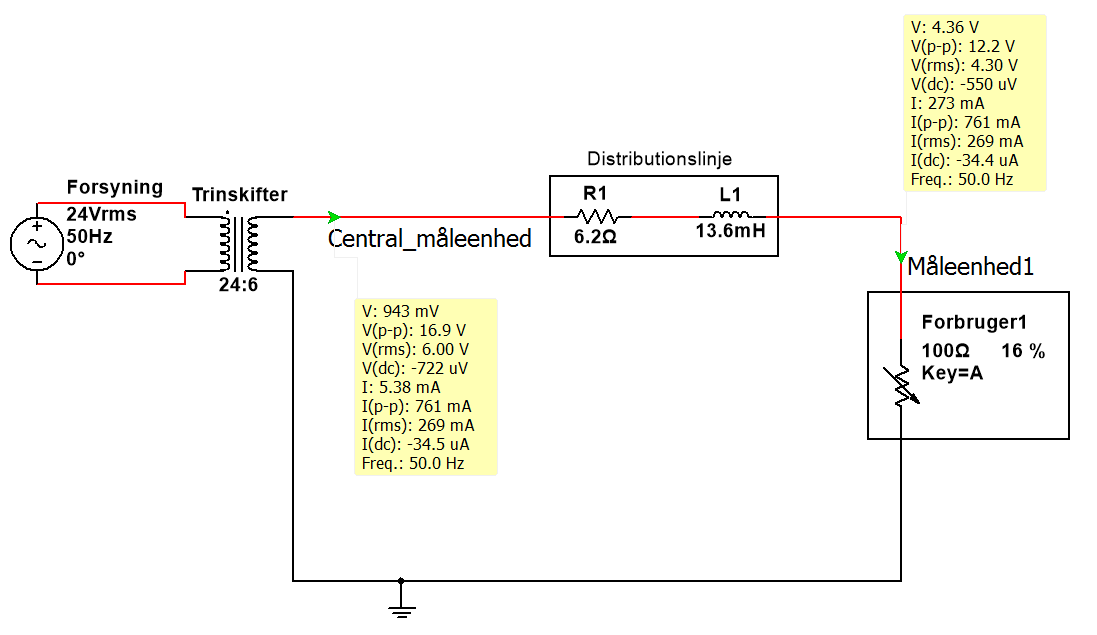 Forsyning
24Vrms
50Hz
0°
Trinskifter
24:6
Central_måleenhed
V: 943 mV
V(p-p): 16.9 V
V(rms): 6.00 V
V(dc): -722 uV
I: 5.38 mA
I(p-p): 761 mA
I(rms): 269 mA
I(dc): -34.5 uA
Freq.: 50.0 Hz
Distributionslinje
R1
6.2Ω
L1
13.6mH
V: 4.36 V
V(p-p): 12.2 V
V(rms): 4.30 V
V(dc): -550 uV
I: 273 mA
I(p-p): 761 mA
I(rms): 269 mA
I(dc): -34.4 uA
Freq.: 50.0 Hz
Måleenhed1
Forbruger1
100Ω 16 %
Key=A